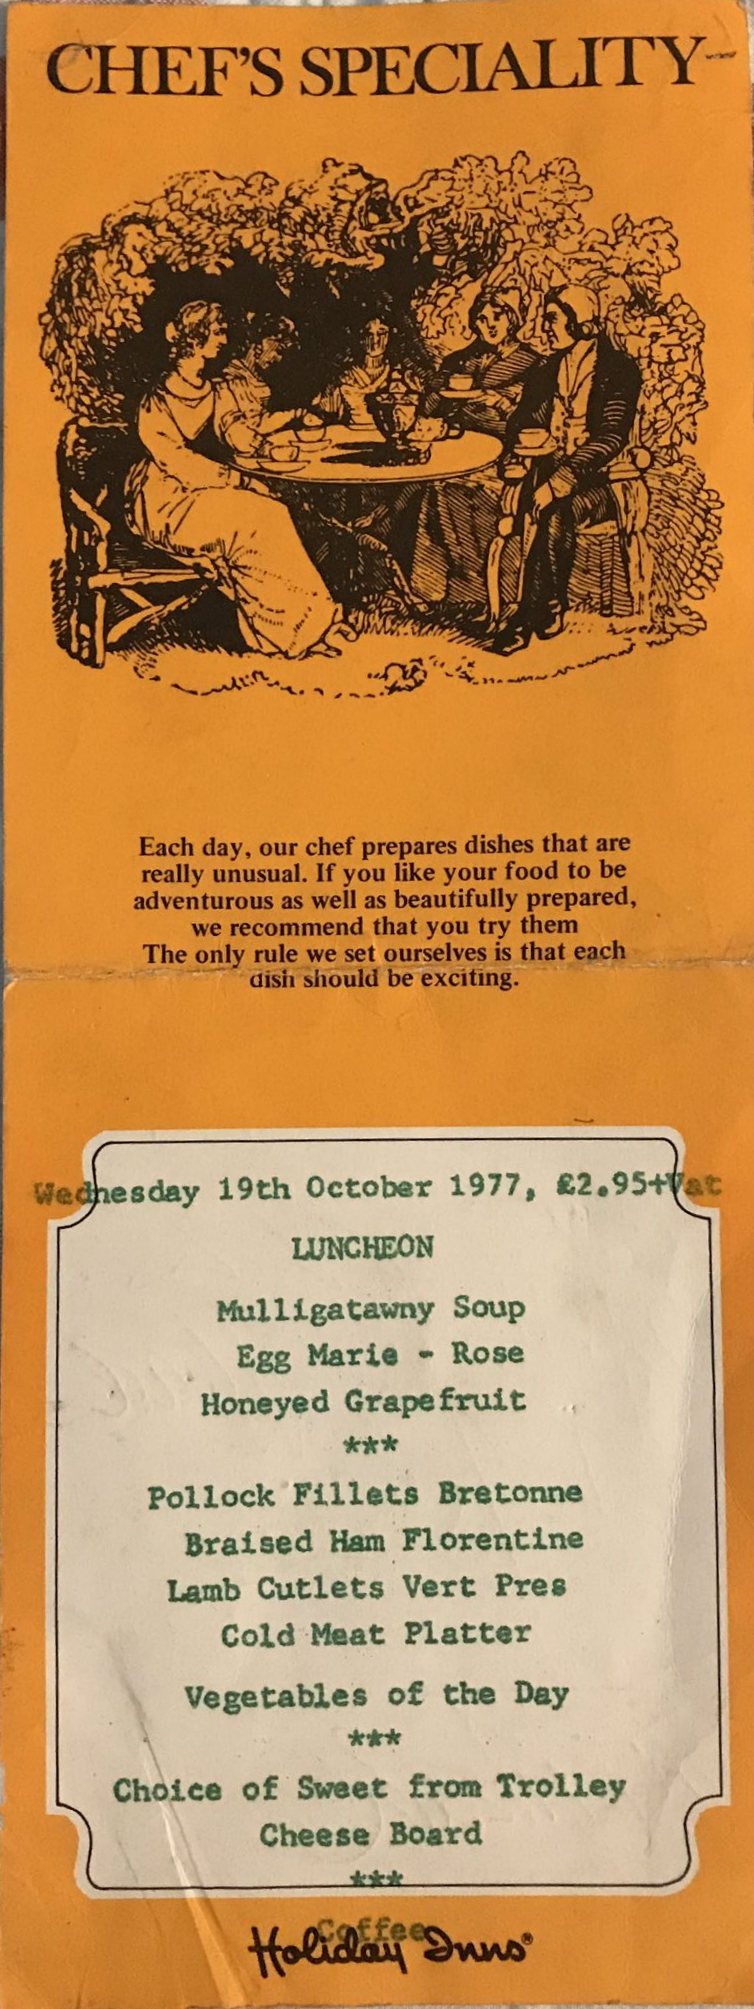 CHEF'S SPECIALITY
Each day, our chef prepares dishes that are
really unusual. If you like your food to be
adventurous as well as beautifully prepared,
we recommend that you try them
The only rule we set ourselves is that each
dish should be exciting.
Wednesday 19th October 1977, £2.95+Vat
LUNCHEON
Mulligatawny Soup
Egg Marie - Rose
Honeyed Grapefruit
***
Pollock Fillets Bretonne
Braised Ham Florentine
Lamb Cutlets Vert Pres
Cold Meat Platter
Vegetables of the Day
***
Choice of Sweet from Trolley
Cheese Board
***
Coffee
Holiday Inns®